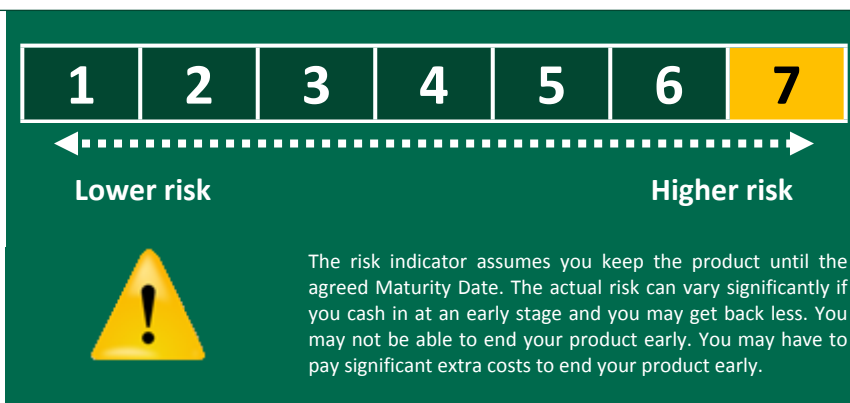 1 2 3 4 5 6 7
Lower risk Higher risk
The risk indicator assumes you keep the product until the
agreed Maturity Date. The actual risk can vary significantly if
you cash in at an early stage and you may get back less. You
may not be able to end your product early. You may have to
pay significant extra costs to end your product early.